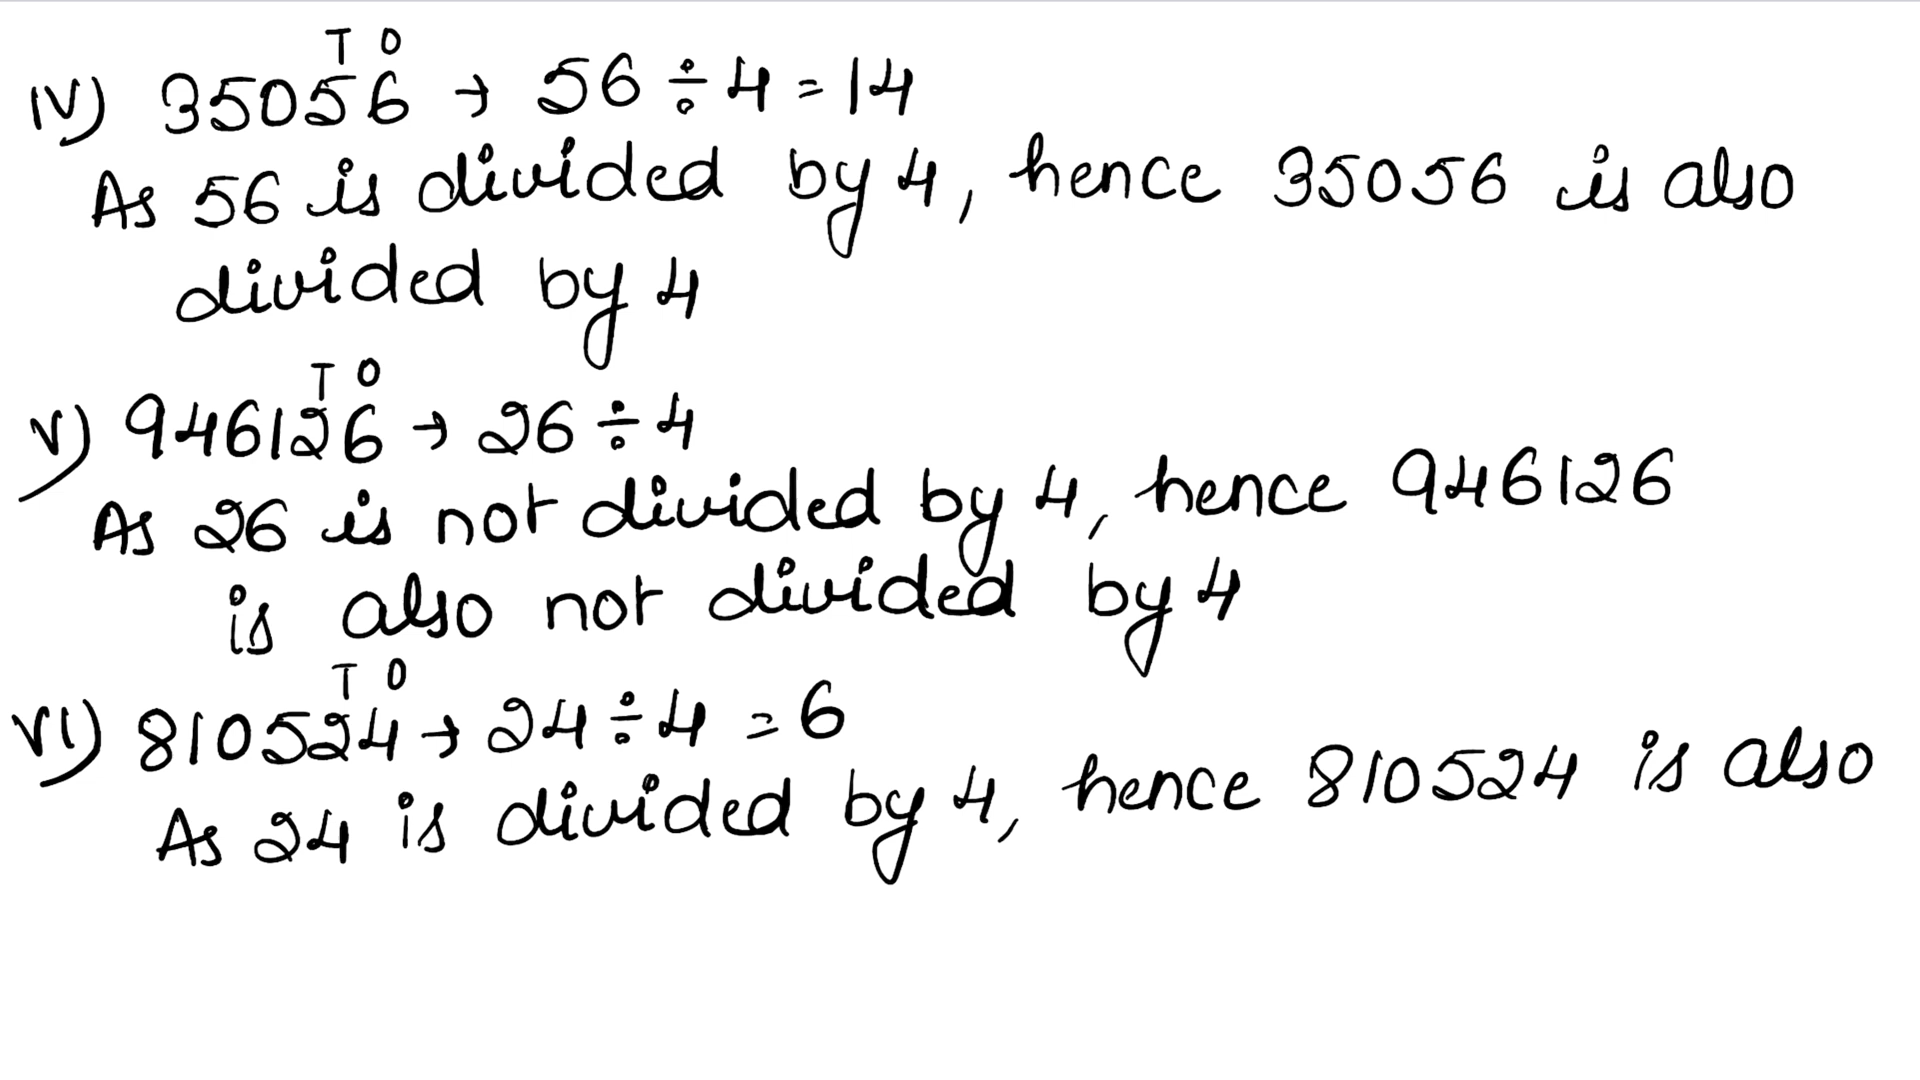 T O
IV) 35056 → 56 ÷ 4 = 14
As 56 is divided by 4, hence 35056 is also
divided by 4
T O
V) 946126 → 26 ÷ 4
As 26 is not divided by 4, hence 946126
is also not divided by 4
T O
VI) 810524 → 24 ÷ 4 = 6
As 24 is divided by 4, hence 810524 is also